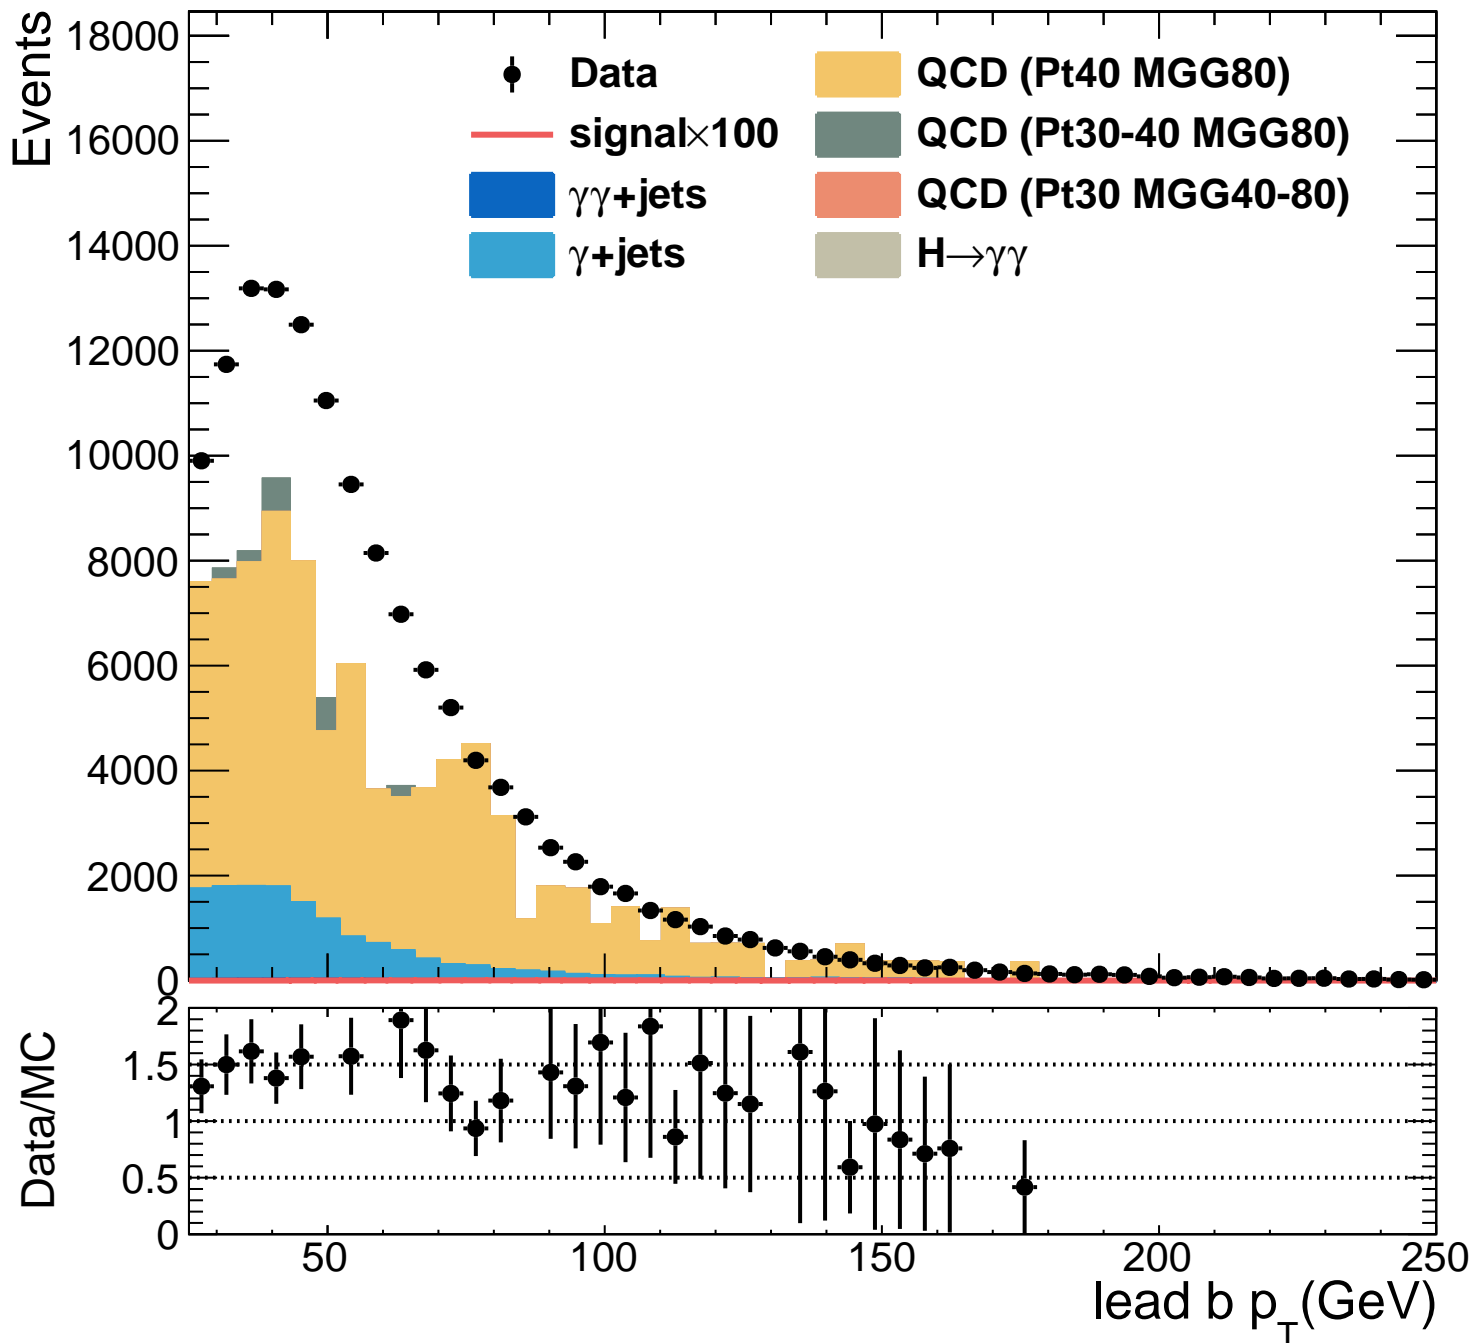 Events
18000
16000
14000
12000
10000
8000
6000
4000
2000
0
Data
signal×100
γγ+jets
γ+jets
QCD (Pt40 MGG80)
QCD (Pt30-40 MGG80)
QCD (Pt30 MGG40-80)
H→γγ
Data/MC
2
1.5
1
0.5
0
50 100 150 200 250
lead b p_T(GeV)